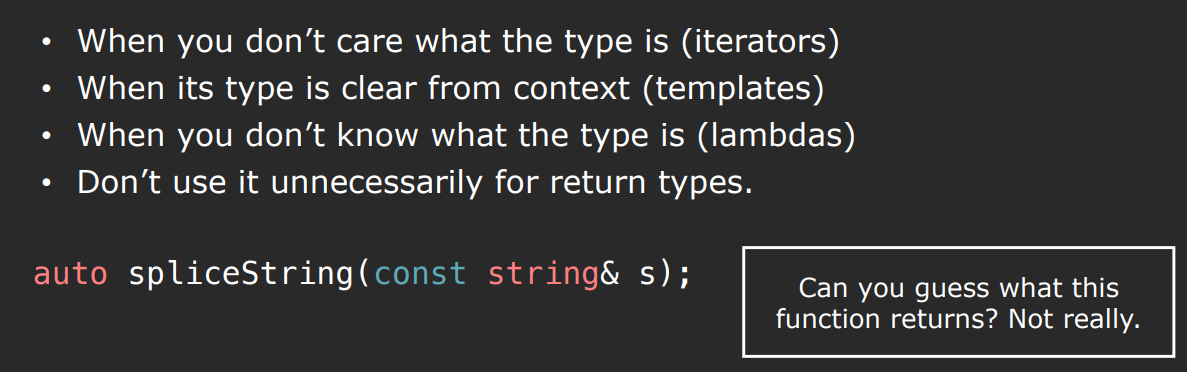 • When you don’t care what the type is (iterators)
• When its type is clear from context (templates)
• When you don’t know what the type is (lambdas)
• Don’t use it unnecessarily for return types.
auto spliceString(const string& s);
Can you guess what this
function returns? Not really.